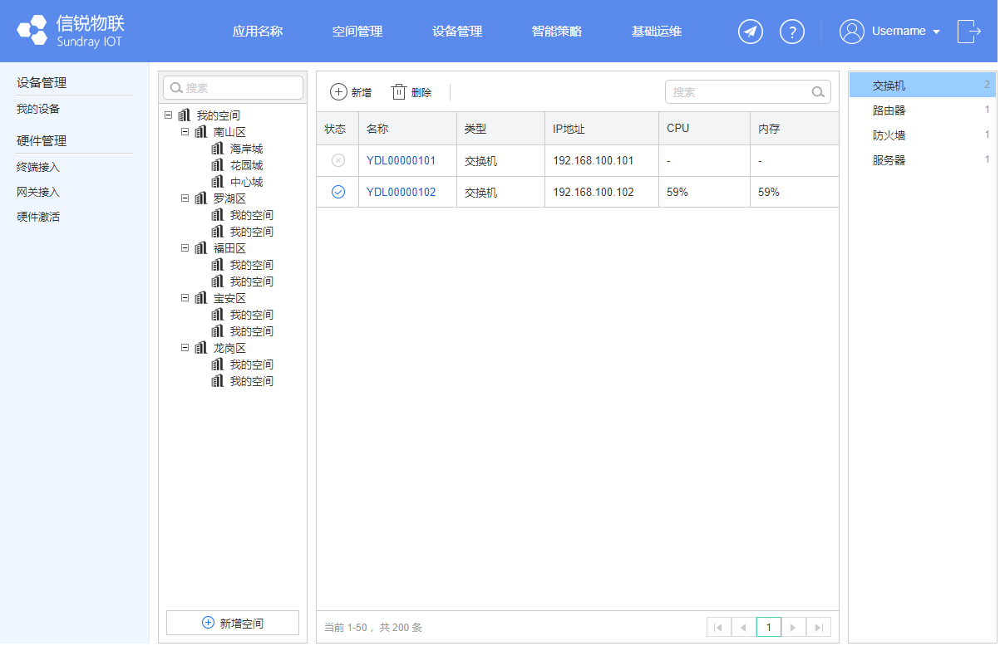 信锐物联
Sundray IOT
应用名称 空间管理 设备管理 智能策略 基础运维
? Username
设备管理
我的设备
硬件管理
终端接入
网关接入
硬件激活
搜索
我的空间
南山区
海岸城
花园城
中心城
罗湖区
我的空间
我的空间
福田区
我的空间
我的空间
宝安区
我的空间
我的空间
龙岗区
我的空间
我的空间
新增空间
新增 删除 搜索
状态 名称 类型 IP地址 CPU 内存
YDL00000101 交换机 192.168.100.101 - -
YDL00000102 交换机 192.168.100.102 59% 59%
当前 1-50 ，共 200 条 1
交换机 2
路由器 1
防火墙 1
服务器 1